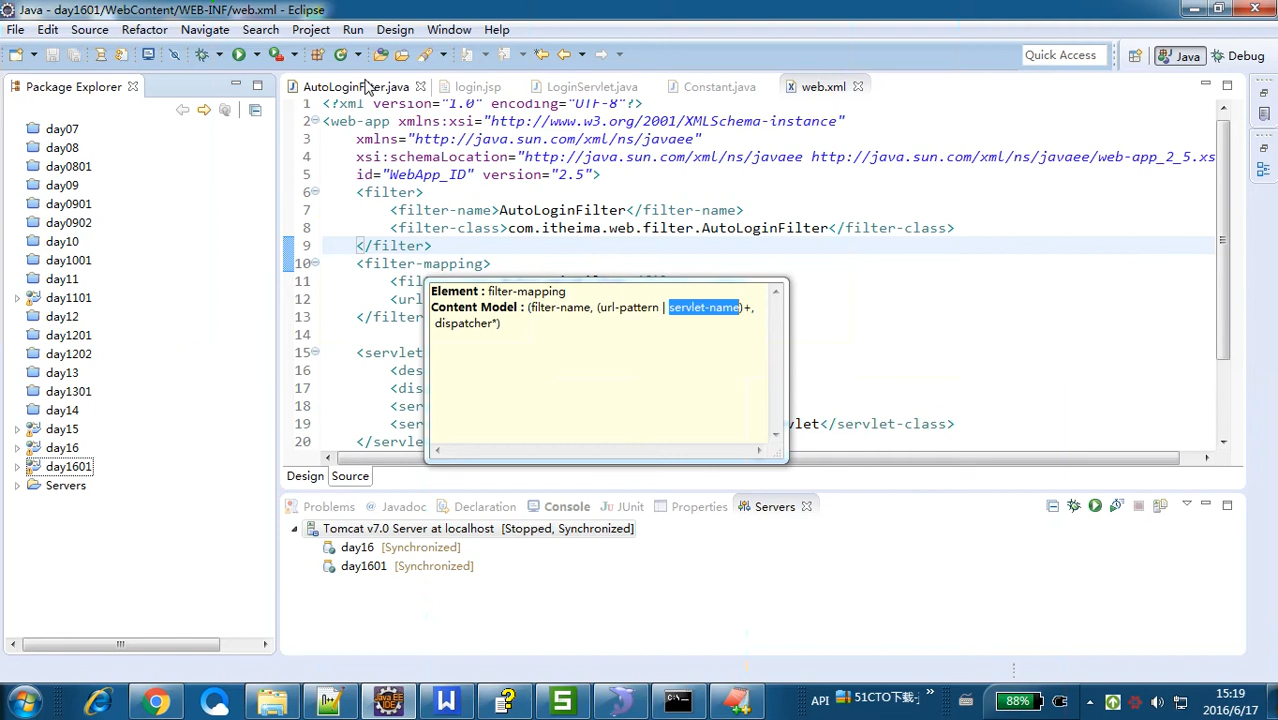 Java - day1601/WebContent/WEB-INF/web.xml - Eclipse
File Edit Source Refactor Navigate Search Project Run Design Window Help
Quick Access Java Debug
Package Explorer
AutoLoginFilter.java login.jsp LoginServlet.java Constant.java web.xml
day07
day08
day0801
day09
day0901
day0902
day10
day1001
day11
day1101
day12
day1201
day1202
day13
day1301
day14
day15
day16
day1601
Servers
1 <?xml version="1.0" encoding="UTF-8"?>
2 <web-app xmlns:xsi="http://www.w3.org/2001/XMLSchema-instance"
3 xmlns="http://java.sun.com/xml/ns/javaee"
4 xsi:schemaLocation="http://java.sun.com/xml/ns/javaee http://java.sun.com/xml/ns/javaee/web-app_2_5.xs
5 id="WebApp_ID" version="2.5">
6 <filter>
7 <filter-name>AutoLoginFilter</filter-name>
8 <filter-class>com.itheima.web.filter.AutoLoginFilter</filter-class>
9 </filter>
10 <filter-mapping>
11 <fil
12 <url
13 </filt
14
15 <servlet
16 <des
17 <dis
18 <ser
19 <ser vlet</servlet-class>
20 </servle
Element : filter-mapping
Content Model : (filter-name, (url-pattern | servlet-name)+,
dispatcher*)
Design Source
Problems Javadoc Declaration Console JUnit Properties Servers
Tomcat v7.0 Server at localhost [Stopped, Synchronized]
day16 [Synchronized]
day1601 [Synchronized]
API 51CTO下载- » 88% 15:19
2016/6/17